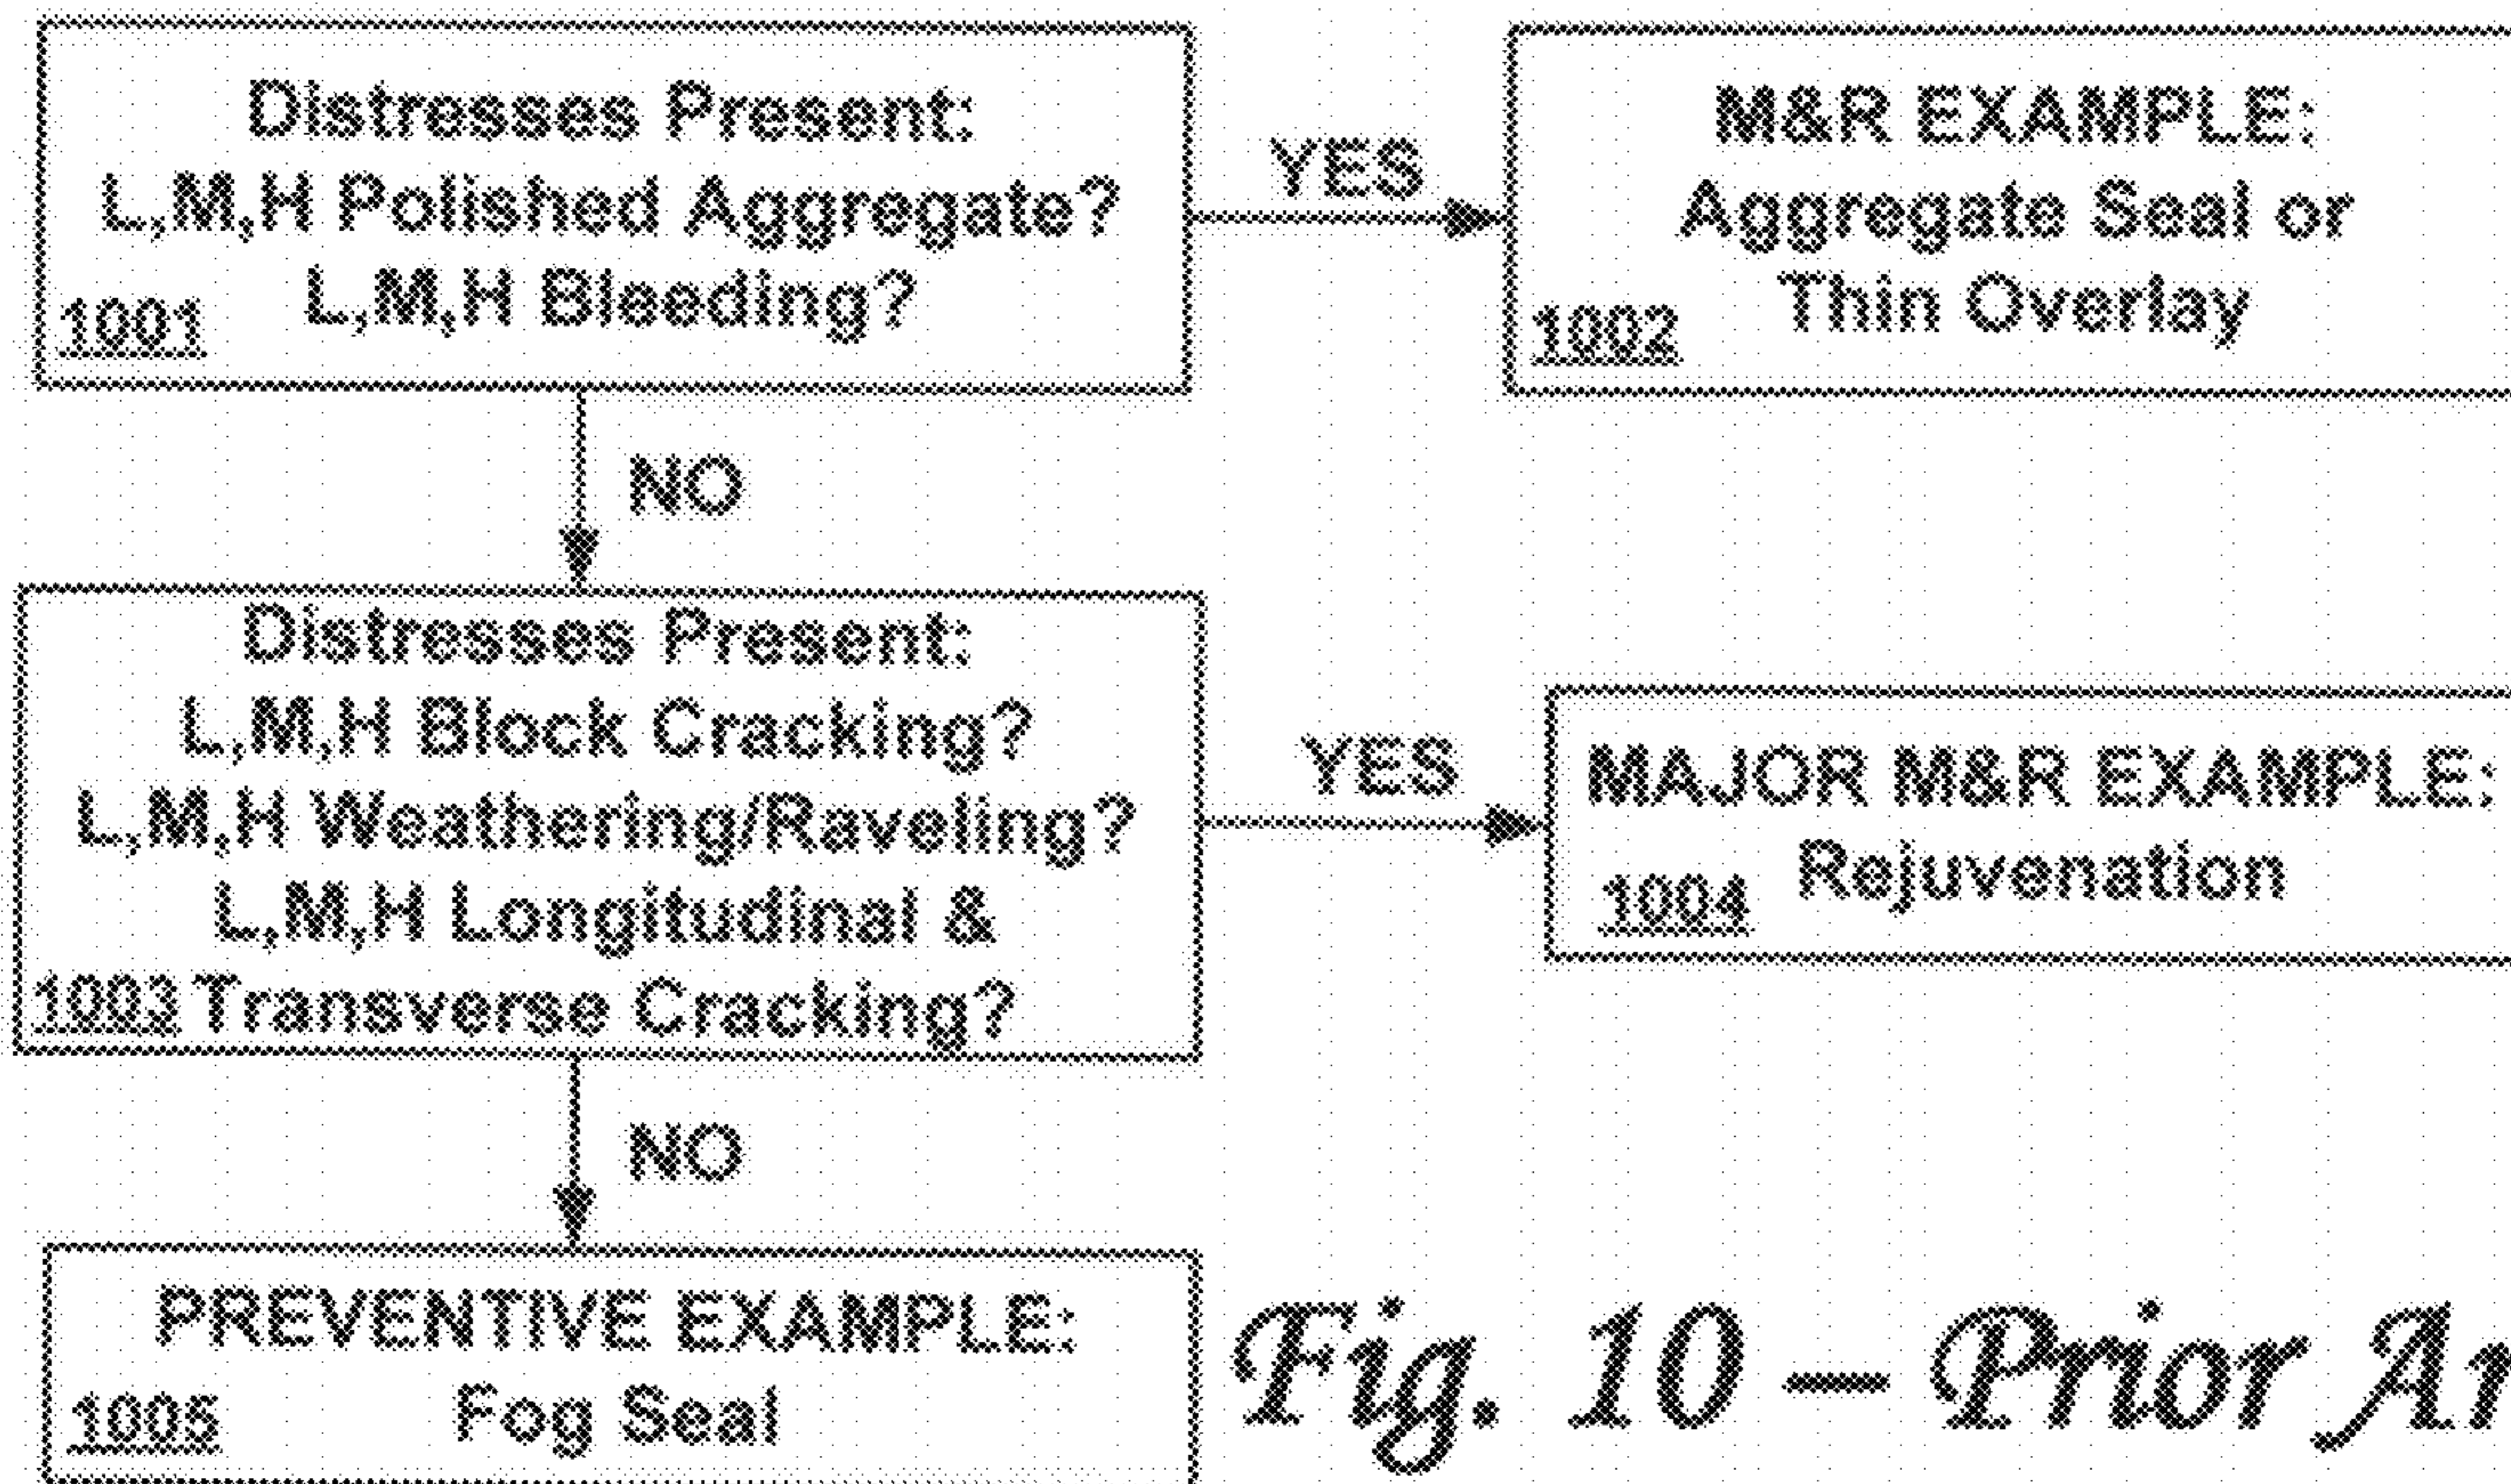 Distresses Present:
L,M,H Polished Aggregate?
L,M,H Bleeding?
1001
YES
M&R EXAMPLE:
Aggregate Seal or
Thin Overlay
1002
NO
Distresses Present:
L,M,H Block Cracking?
L,M,H Weathering/Raveling?
L,M,H Longitudinal &
1003 Transverse Cracking?
YES
MAJOR M&R EXAMPLE:
1004 Rejuvenation
NO
PREVENTIVE EXAMPLE:
1005 Fog Seal
Fig. 10 – Prior